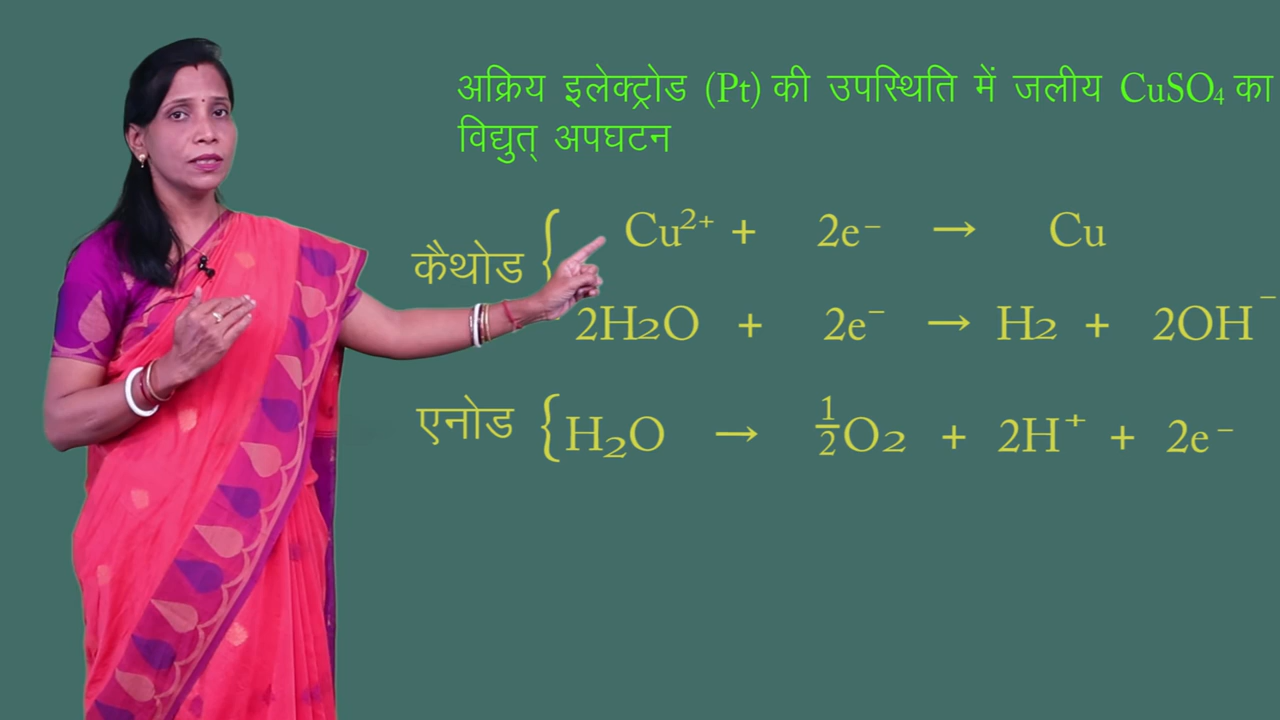 अक्रिय इलेक्ट्रोड (Pt) की उपस्थिति में जलीय CuSO₄ का
विद्युत् अपघटन
कैथोड { Cu²⁺ + 2e⁻ → Cu
2H₂O + 2e⁻ → H₂ + 2OH⁻
एनोड { H₂O → ½O₂ + 2H⁺ + 2e⁻